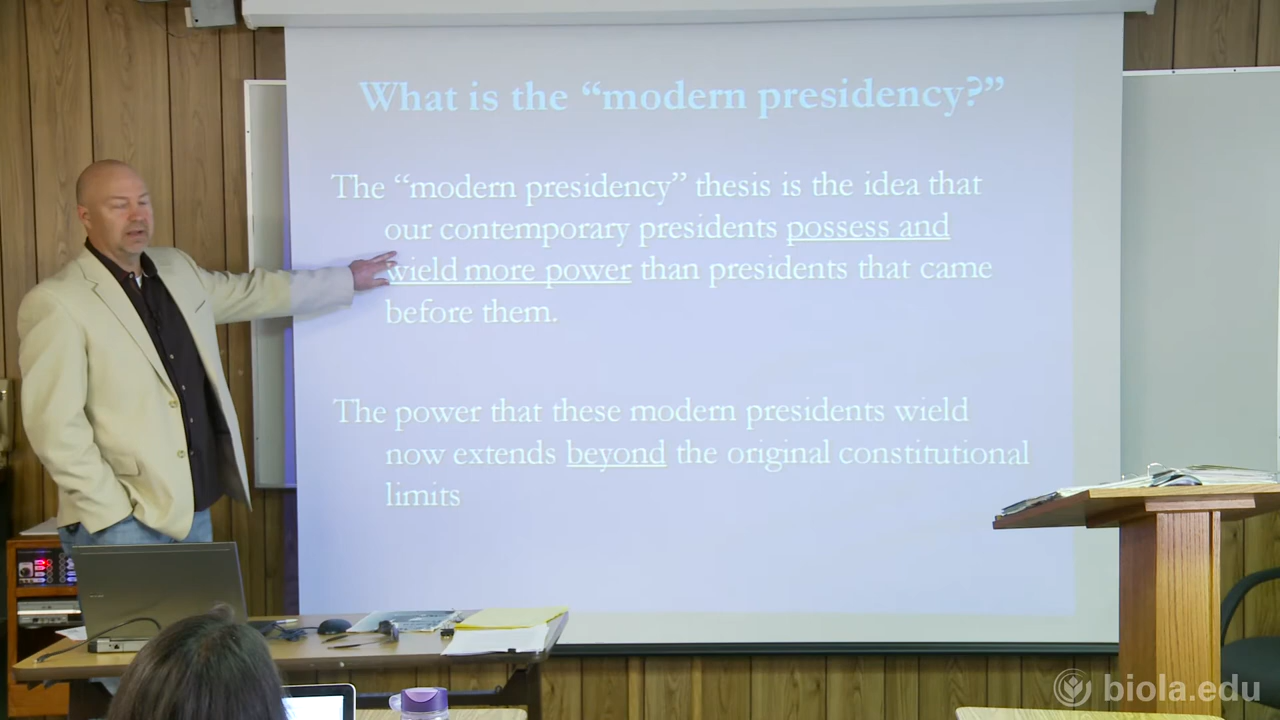 What is the “modern presidency?”
The “modern presidency” thesis is the idea that
our contemporary presidents possess and
wield more power than presidents that came
before them.
The power that these modern presidents wield
now extends beyond the original constitutional
limits
biola.edu